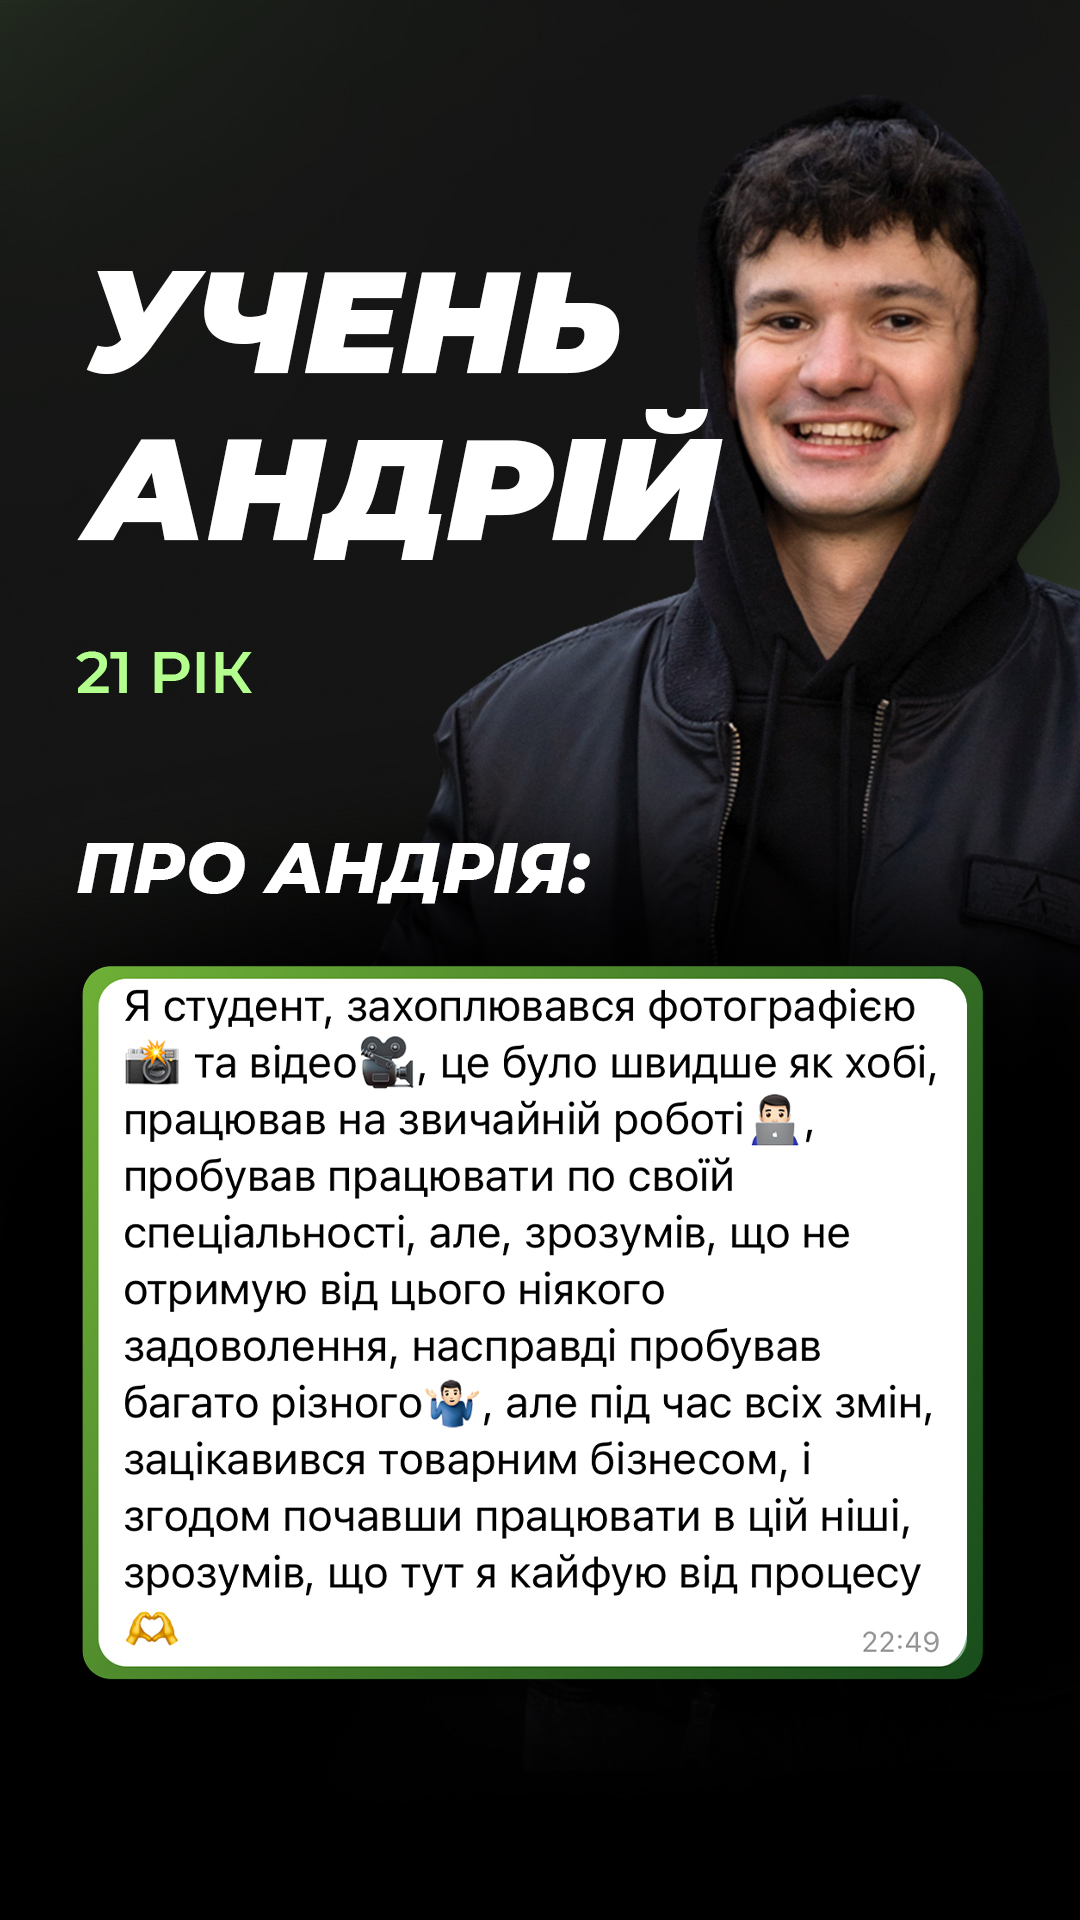 УЧЕНЬ
АНДРІЙ
21 РІК
ПРО АНДРІЯ:
Я студент, захоплювався фотографією
📸 та відео🎥, це було швидше як хобі,
працював на звичайній роботі👨🏻‍💻,
пробував працювати по своїй
спеціальності, але, зрозумів, що не
отримую від цього ніякого
задоволення, насправді пробував
багато різного🤷🏻‍♂️, але під час всіх змін,
зацікавився товарним бізнесом, і
згодом почавши працювати в цій ніші,
зрозумів, що тут я кайфую від процесу
🫶
22:49